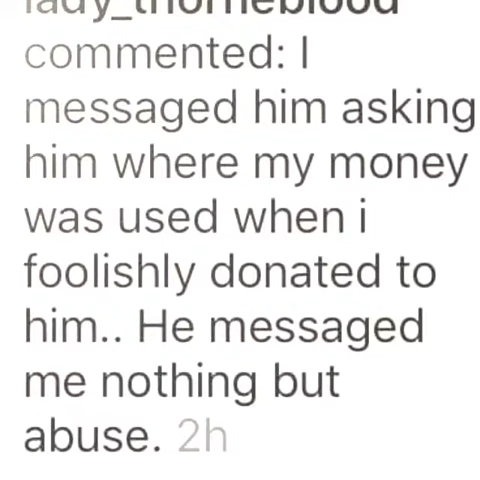 commented: I
messaged him asking
him where my money
was used when i
foolishly donated to
him.. He messaged
me nothing but
abuse. 2h